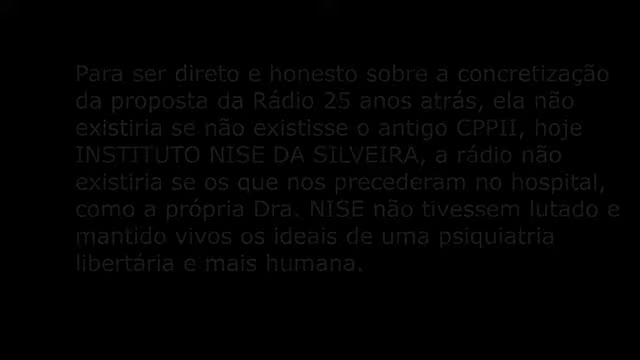 Para ser direto e honesto sobre a concretização
da proposta da Rádio 25 anos atrás, ela não
existiria se não existisse o antigo CPPII, hoje
INSTITUTO NISE DA SILVEIRA, a rádio não
existiria se os que nos precederam no hospital,
como a própria Dra. NISE não tivessem lutado e
mantido vivos os ideais de uma psiquiatria
libertária e mais humana.